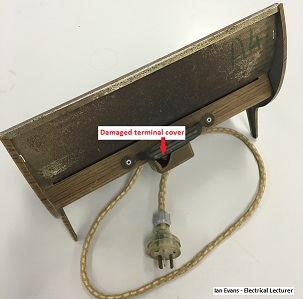 Damaged terminal cover
Ian Evans - Electrical Lecturer